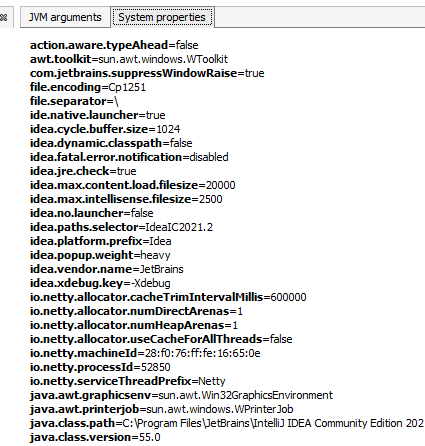 JVM arguments
System properties
action.aware.typeAhead=false
awt.toolkit=sun.awt.windows.WToolkit
com.jetbrains.suppressWindowRaise=true
file.encoding=Cp1251
file.separator=\
ide.native.launcher=true
idea.cycle.buffer.size=1024
idea.dynamic.classpath=false
idea.fatal.error.notification=disabled
idea.jre.check=true
idea.max.content.load.filesize=20000
idea.max.intellisense.filesize=2500
idea.no.launcher=false
idea.paths.selector=IdeaIC2021.2
idea.platform.prefix=Idea
idea.popup.weight=heavy
idea.vendor.name=JetBrains
idea.xdebug.key=-Xdebug
io.netty.allocator.cacheTrimIntervalMillis=600000
io.netty.allocator.numDirectArenas=1
io.netty.allocator.numHeapArenas=1
io.netty.allocator.useCacheForAllThreads=false
io.netty.machineId=28:f0:76:ff:fe:16:65:0e
io.netty.processId=52850
io.netty.serviceThreadPrefix=Netty
java.awt.graphicsenv=sun.awt.Win32GraphicsEnvironment
java.awt.printerjob=sun.awt.windows.WPrinterJob
java.class.path=C:\Program Files\JetBrains\IntelliJ IDEA Community Edition 202
java.class.version=55.0